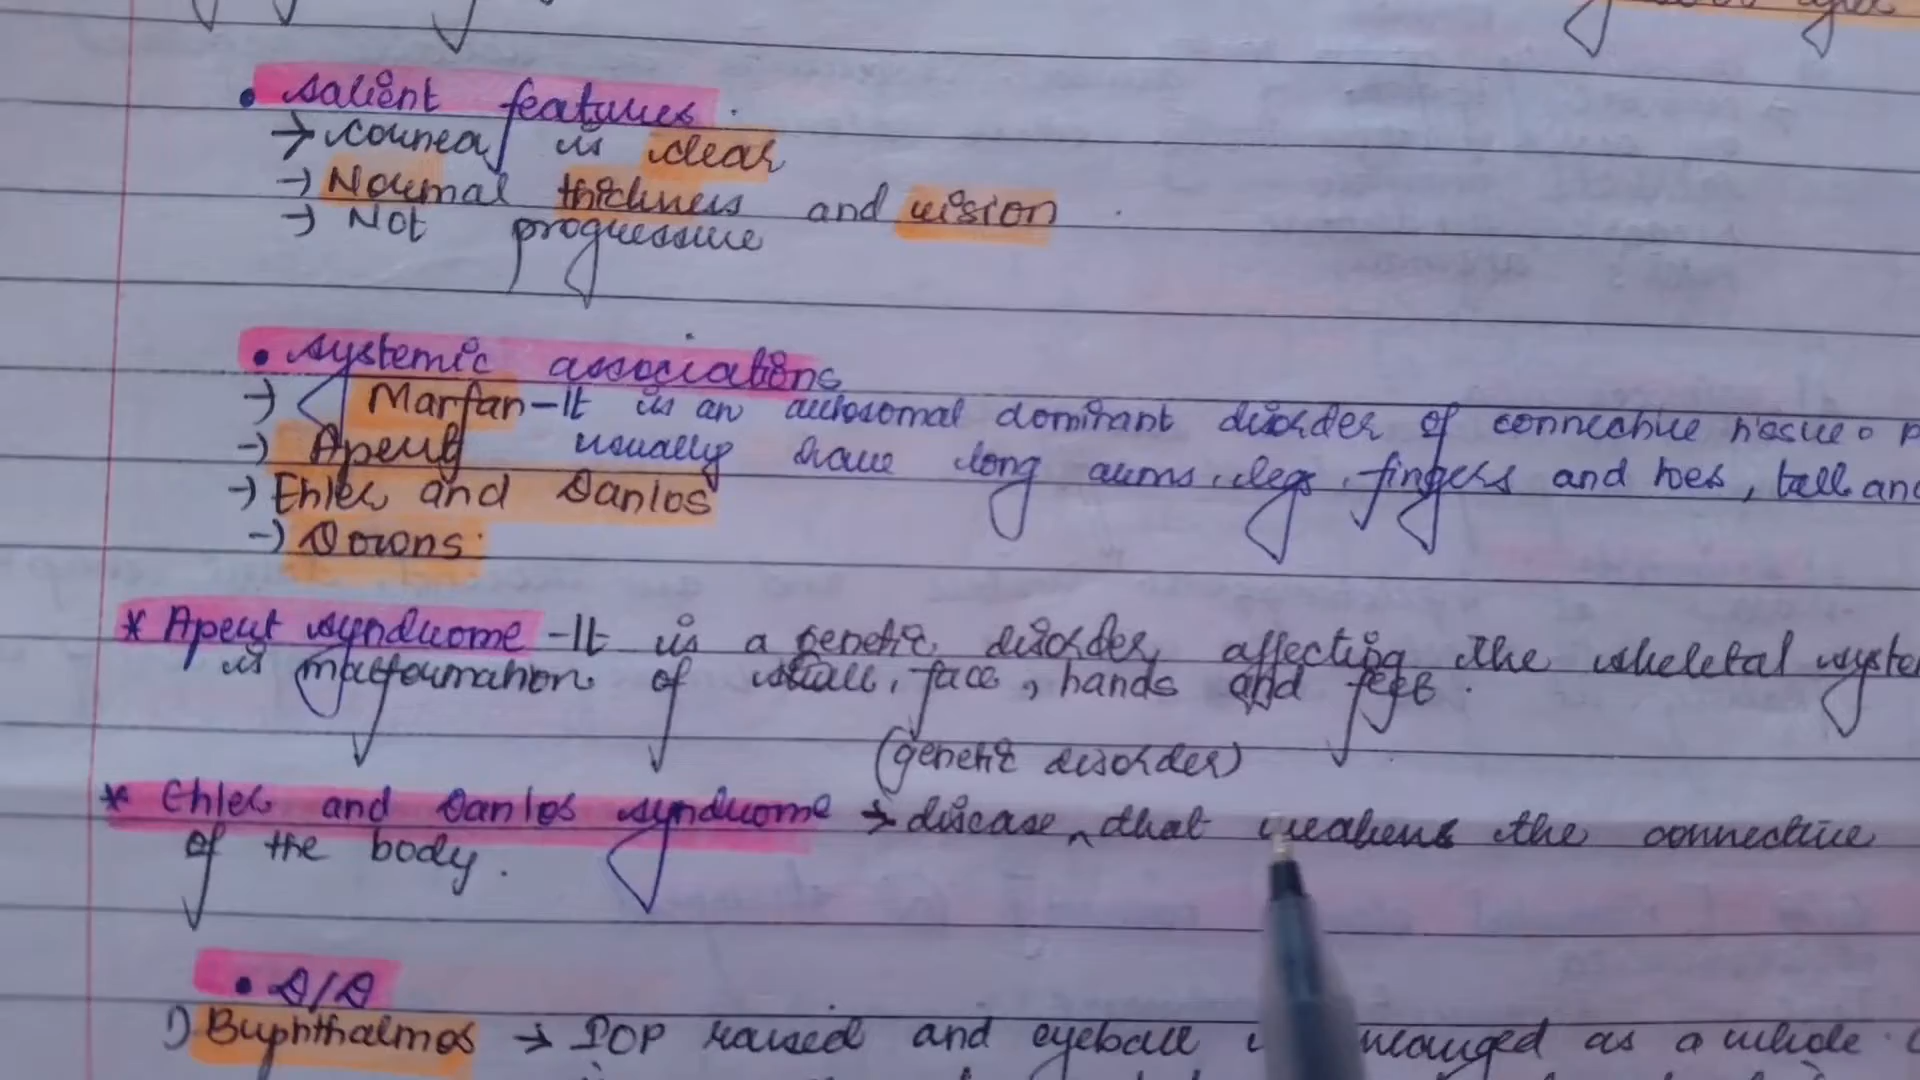 • salient features.
→ cornea is clear
→ Normal thickness and vision.
→ Not progressive
• systemic associations
→ Marfan - It is an autosomal dominant disorder of connective tissue.
→ Apert usually have long arms, legs, fingers and toes, tall and
→ Ehler and Danlos
→ Downs.
* Apert syndrome - It is a genetic disorder affecting the skeletal syste
is malformation of skull, face, hands and feet.
(genetic disorder)
* Ehler and Danlos syndrome → disease ^ that weakens the connective
of the body.
• D/D
1) Buphthalmos → IOP raised and eyeball enlarged as a whole.